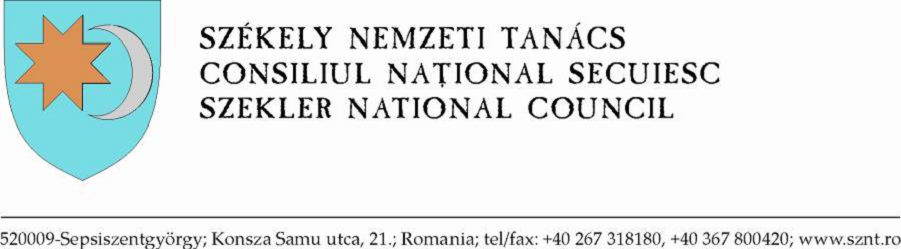 SZÉKELY NEMZETI TANÁCS
CONSILIUL NAȚIONAL SECUIESC
SZEKLER NATIONAL COUNCIL
520009-Sepsiszentgyörgy; Konsza Samu utca, 21.; Romania; tel/fax: +40 267 318180, +40 367 800420; www.sznt.ro